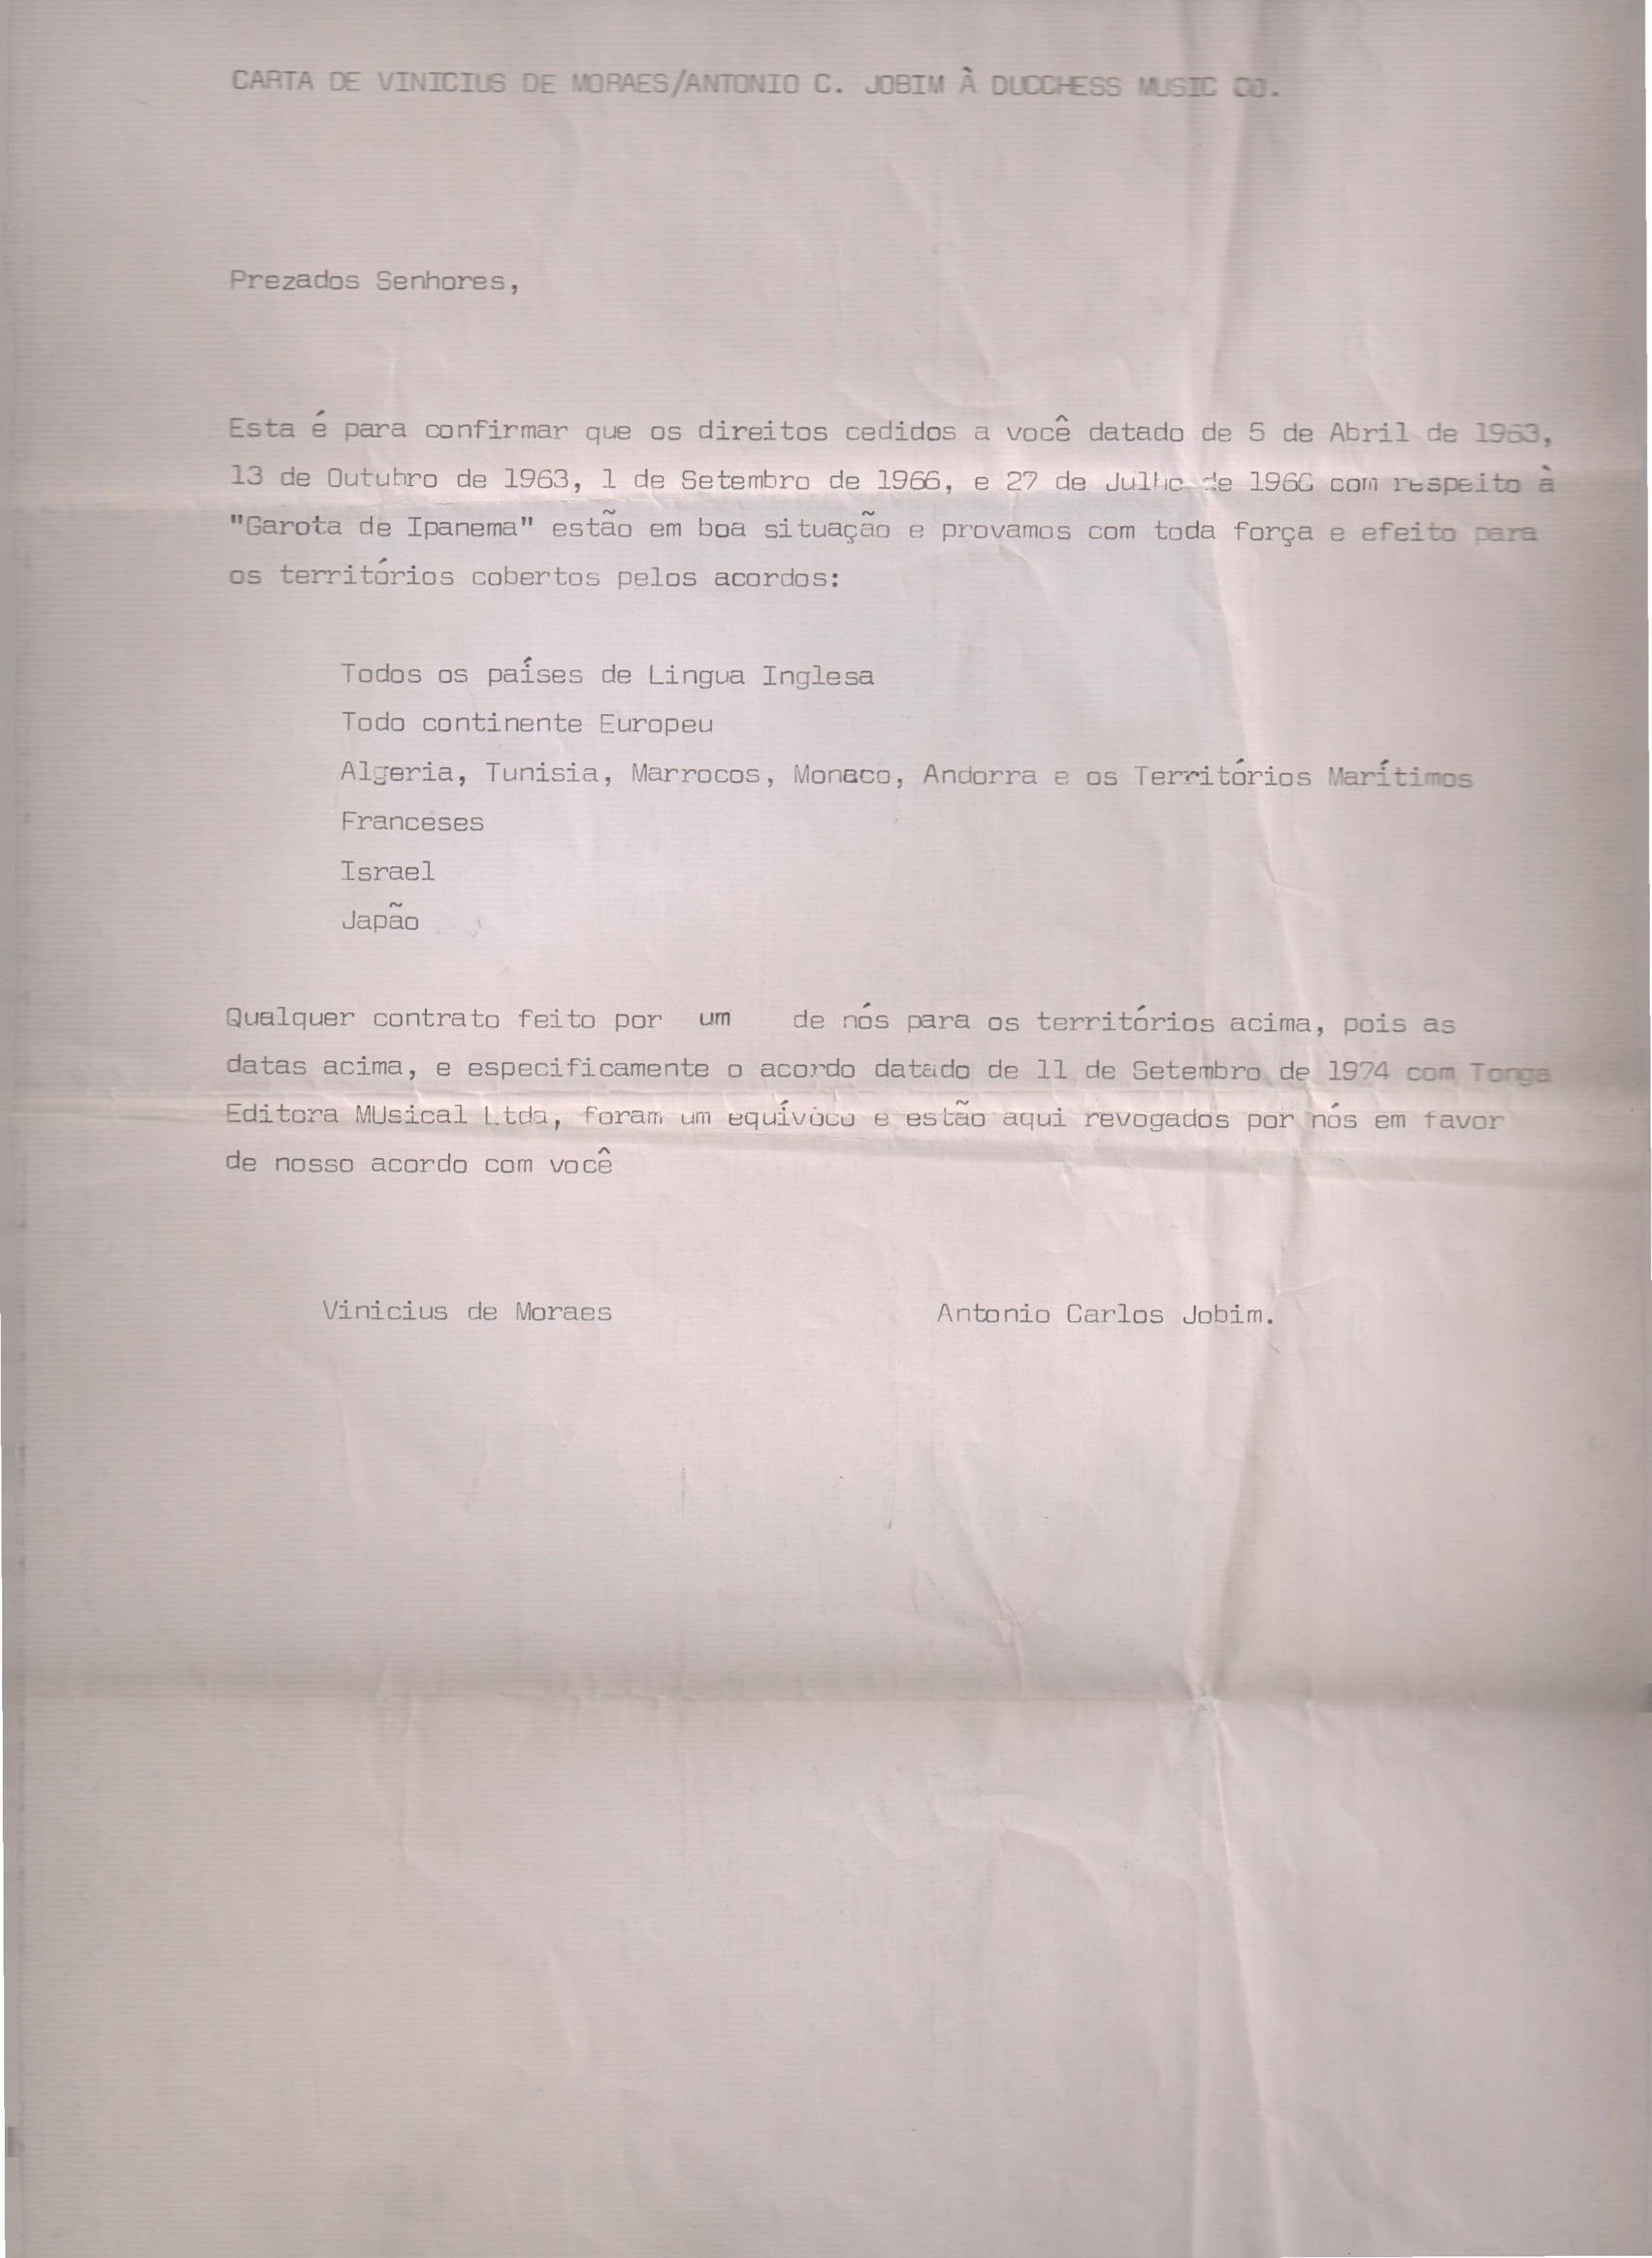 CARTA DE VINICIUS DE MORAES/ANTONIO C. JOBIM À DUCCHESS MUSIC CO.
Prezados Senhores,
Esta é para confirmar que os direitos cedidos a você datado de 5 de Abril de 1963,
13 de Outubro de 1963, 1 de Setembro de 1966, e 27 de Julho de 1966 com respeito à
"Garota de Ipanema" estão em boa situação e provamos com toda força e efeito para
os territórios cobertos pelos acordos:
Todos os países de Lingua Inglesa
Todo continente Europeu
Algeria, Tunisia, Marrocos, Monaco, Andorra e os Territórios Marítimos
Franceses
Israel
Japão
Qualquer contrato feito por um de nós para os territórios acima, pois as
datas acima, e especificamente o acordo datado de 11 de Setembro de 1974 com Tonga
Editora MUsical Ltda, foram um equívoco e estão aqui revogados por nós em favor
de nosso acordo com você
Vinicius de Moraes Antonio Carlos Jobim.